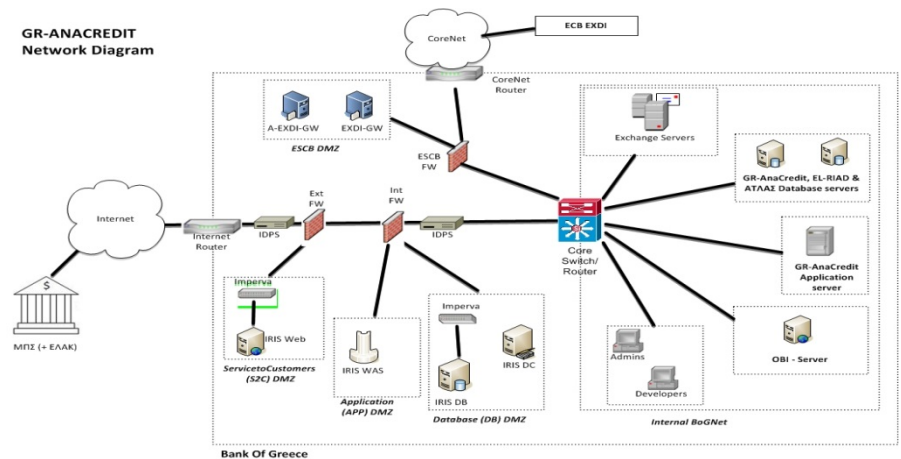 GR-ANACREDIT
Network Diagram
CoreNet
ECB EXDI
CoreNet
Router
A-EXDI-GW
EXDI-GW
ESCB DMZ
ESCB
FW
Exchange Servers
GR-AnaCredit, EL-RIAD &
ΑΤΛΑΣ Database servers
Internet
Internet
Router
IDPS
Ext
FW
Int
FW
IDPS
Core
Switch/
Router
GR-AnaCredit
Application
server
$
ΜΠΣ (+ ΕΛΑΚ)
Imperva
IRIS Web
ServicetoCustomers
(S2C) DMZ
IRIS WAS
Application
(APP) DMZ
Imperva
IRIS DC
IRIS DB
Database (DB) DMZ
Admins
Developers
OBI - Server
Internal BoGNet
Bank Of Greece